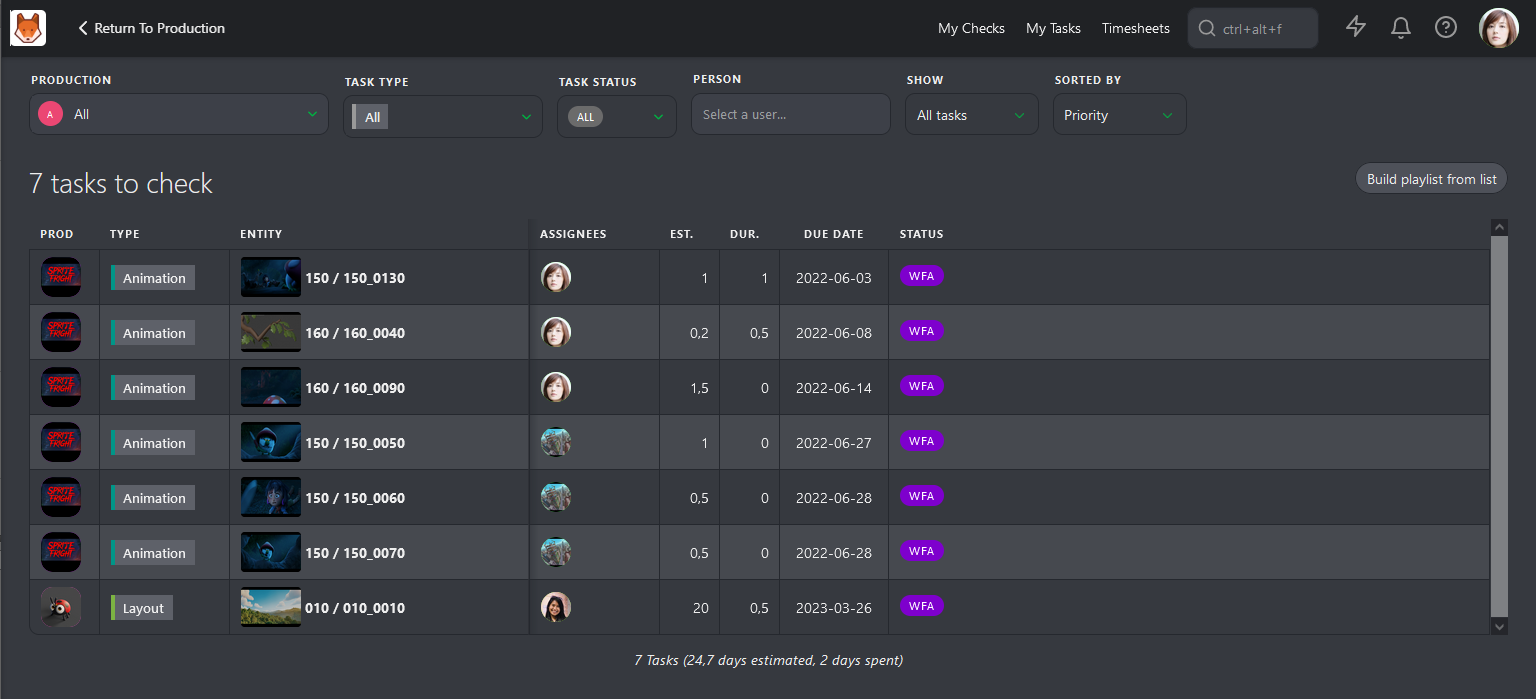 Return To Production
My Checks My Tasks Timesheets ctrl+alt+f
PRODUCTION TASK TYPE TASK STATUS PERSON SHOW SORTED BY
A All All ALL Select a user... All tasks Priority
7 tasks to check Build playlist from list
PROD TYPE ENTITY ASSIGNEES EST. DUR. DUE DATE STATUS
SPRITE FRIGHT Animation 150 / 150_0130 1 1 2022-06-03 WFA
SPRITE FRIGHT Animation 160 / 160_0040 0,2 0,5 2022-06-08 WFA
SPRITE FRIGHT Animation 160 / 160_0090 1,5 0 2022-06-14 WFA
SPRITE FRIGHT Animation 150 / 150_0050 1 0 2022-06-27 WFA
SPRITE FRIGHT Animation 150 / 150_0060 0,5 0 2022-06-28 WFA
SPRITE FRIGHT Animation 150 / 150_0070 0,5 0 2022-06-28 WFA
Layout 010 / 010_0010 20 0,5 2023-03-26 WFA
7 Tasks (24,7 days estimated, 2 days spent)